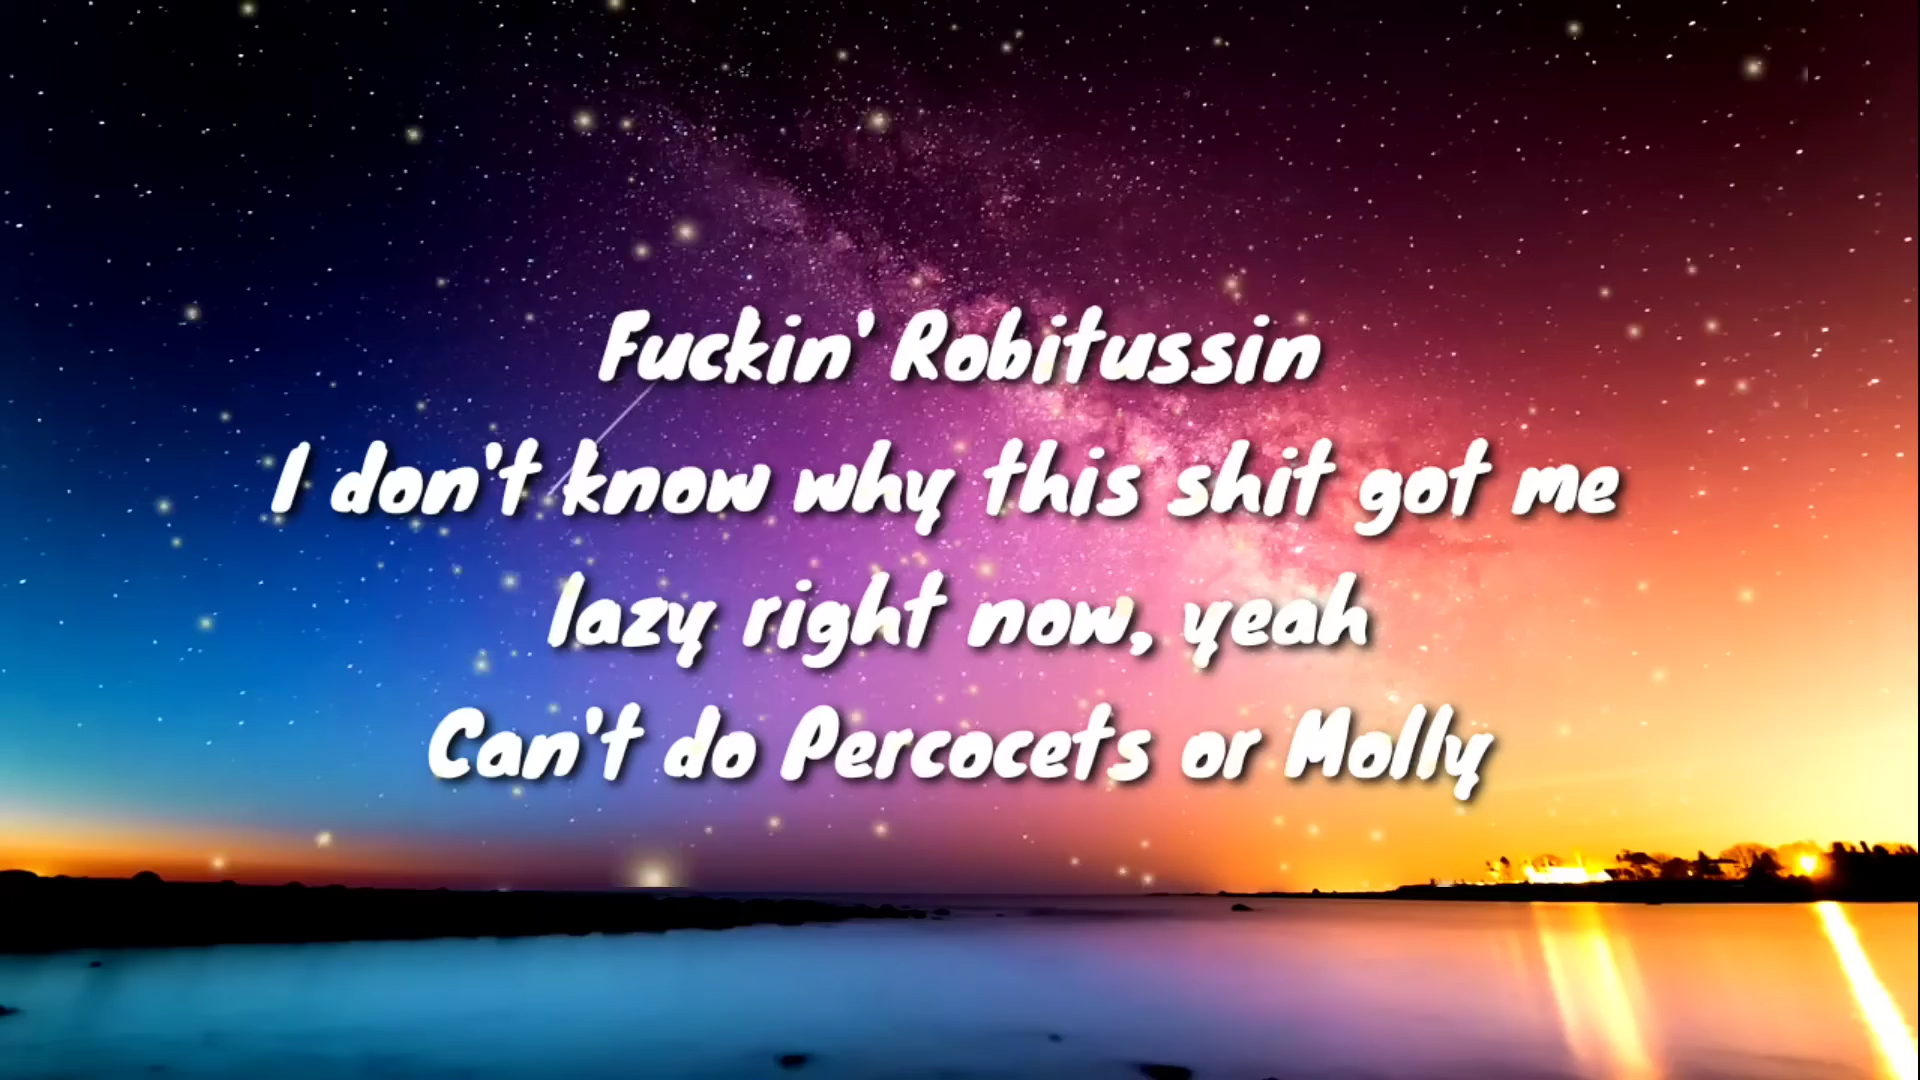 Fuckin' Robitussin
I don't know why this shit got me
lazy right now, yeah
Can't do Percocets or Molly